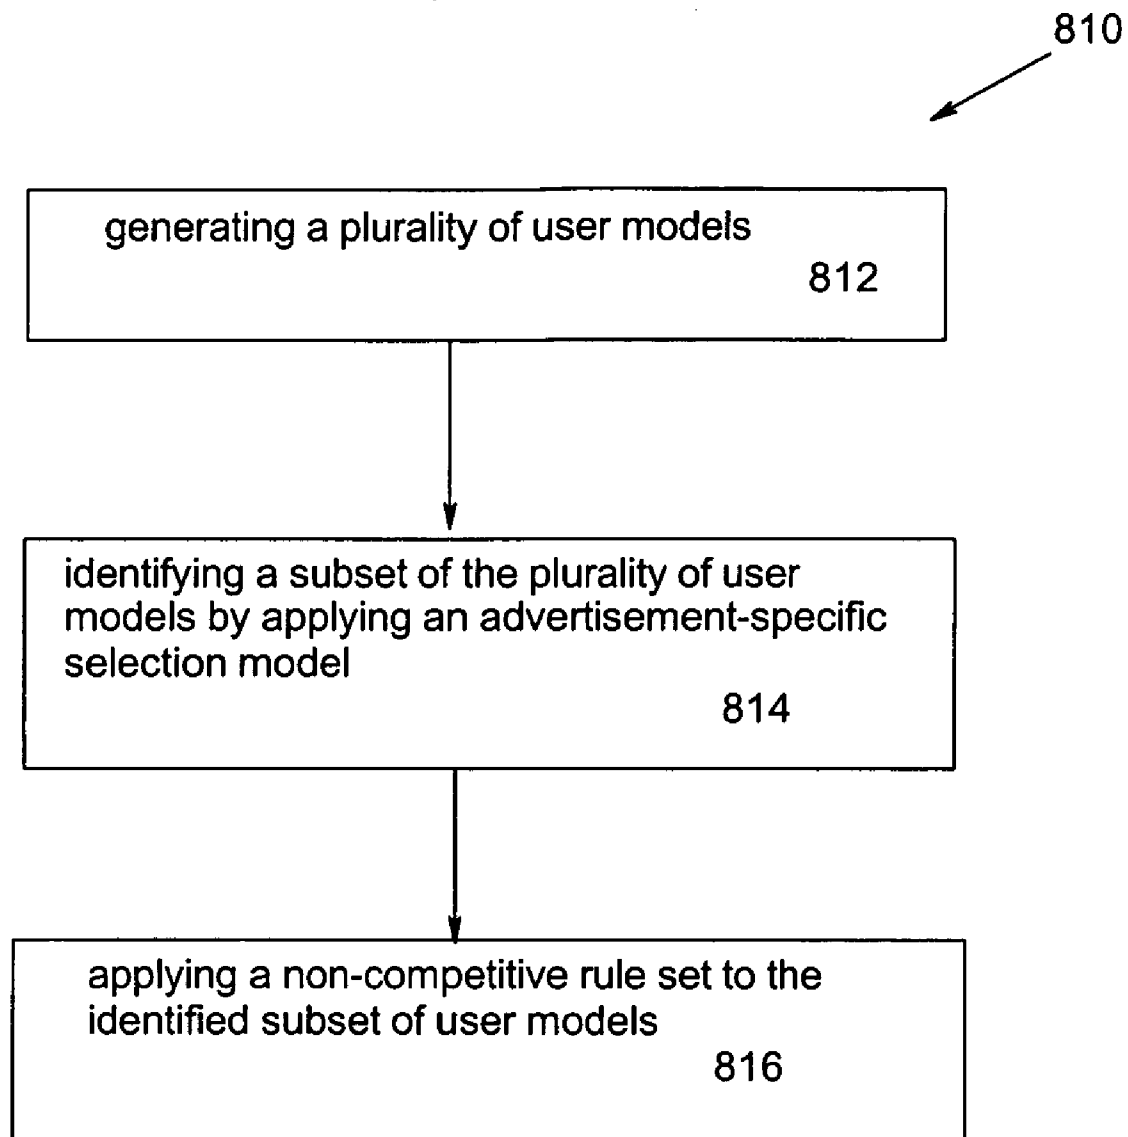 810
generating a plurality of user models
812
identifying a subset of the plurality of user
models by applying an advertisement-specific
selection model
814
applying a non-competitive rule set to the
identified subset of user models
816